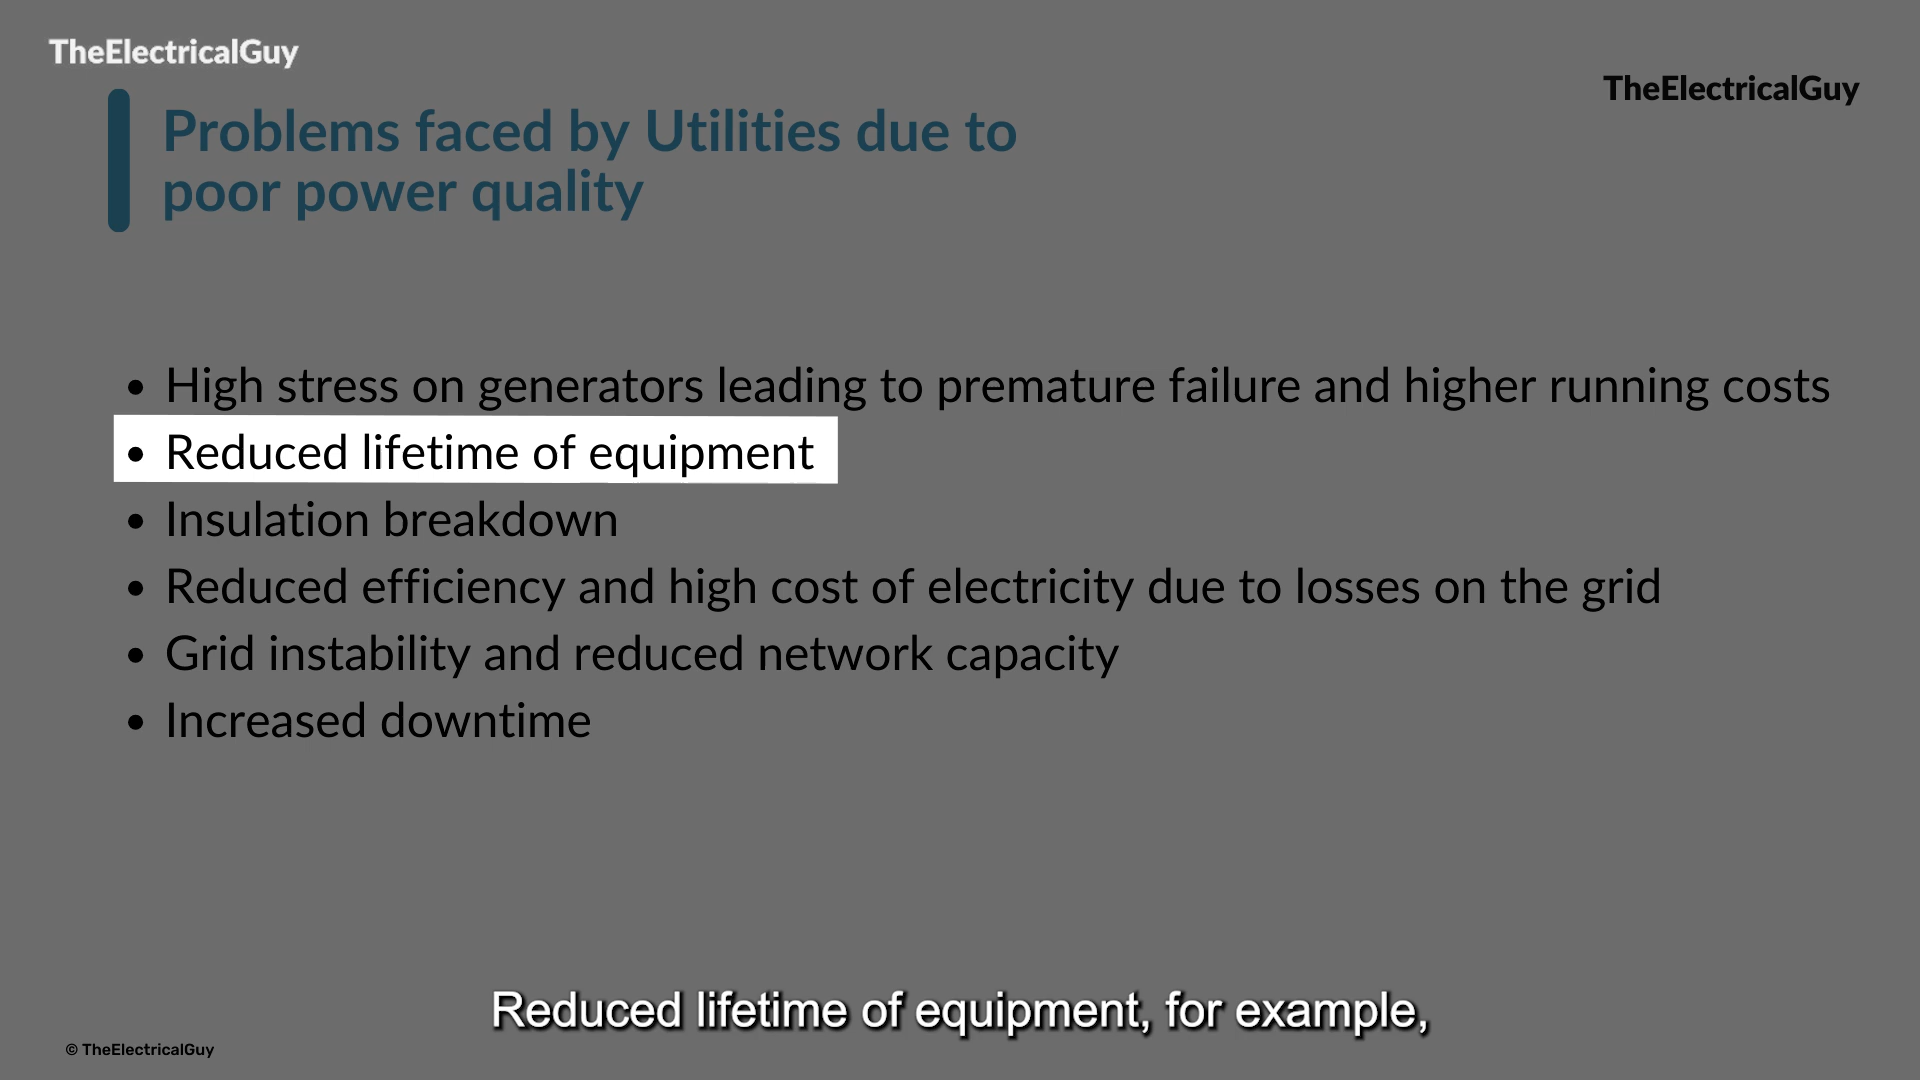 TheElectricalGuy
TheElectricalGuy
Problems faced by Utilities due to
poor power quality
• High stress on generators leading to premature failure and higher running costs
• Reduced lifetime of equipment
• Insulation breakdown
• Reduced efficiency and high cost of electricity due to losses on the grid
• Grid instability and reduced network capacity
• Increased downtime
Reduced lifetime of equipment, for example,
© TheElectricalGuy